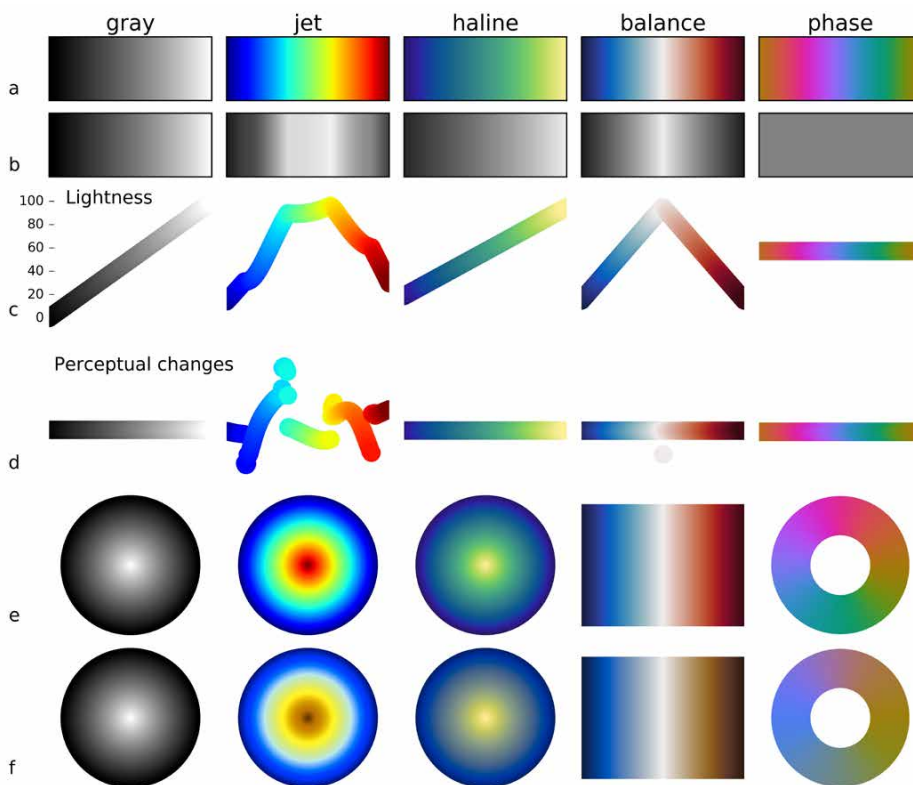 gray jet haline balance phase
a
b
Lightness
100
80
60
40
20
0
c
Perceptual changes
d
e
f